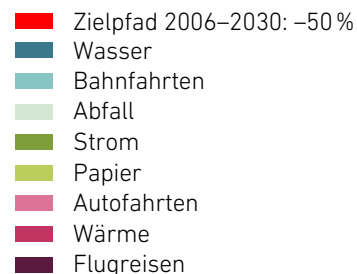 Zielpfad 2006–2030: –50 %
Wasser
Bahnfahrten
Abfall
Strom
Papier
Autofahrten
Wärme
Flugreisen